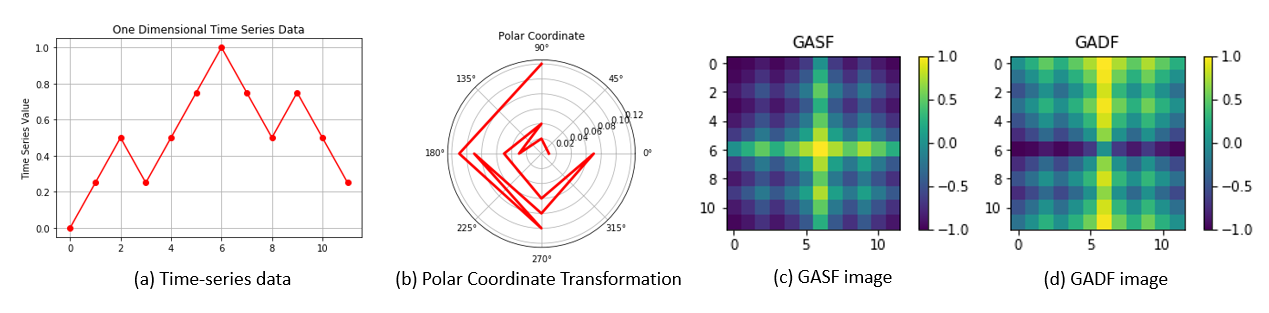 One Dimensional Time Series Data
Time Series Value
1.0
0.8
0.6
0.4
0.2
0.0
0 2 4 6 8 10
(a) Time-series data
Polar Coordinate
90°
135° 45°
180° 0°
0.02 0.04 0.06 0.08 0.10 0.12
225° 315°
270°
(b) Polar Coordinate Transformation
GASF
0
2
4
6
8
10
0 5 10
1.0
0.5
0.0
−0.5
−1.0
(c) GASF image
GADF
0
2
4
6
8
10
0 5 10
1.0
0.5
0.0
−0.5
−1.0
(d) GADF image